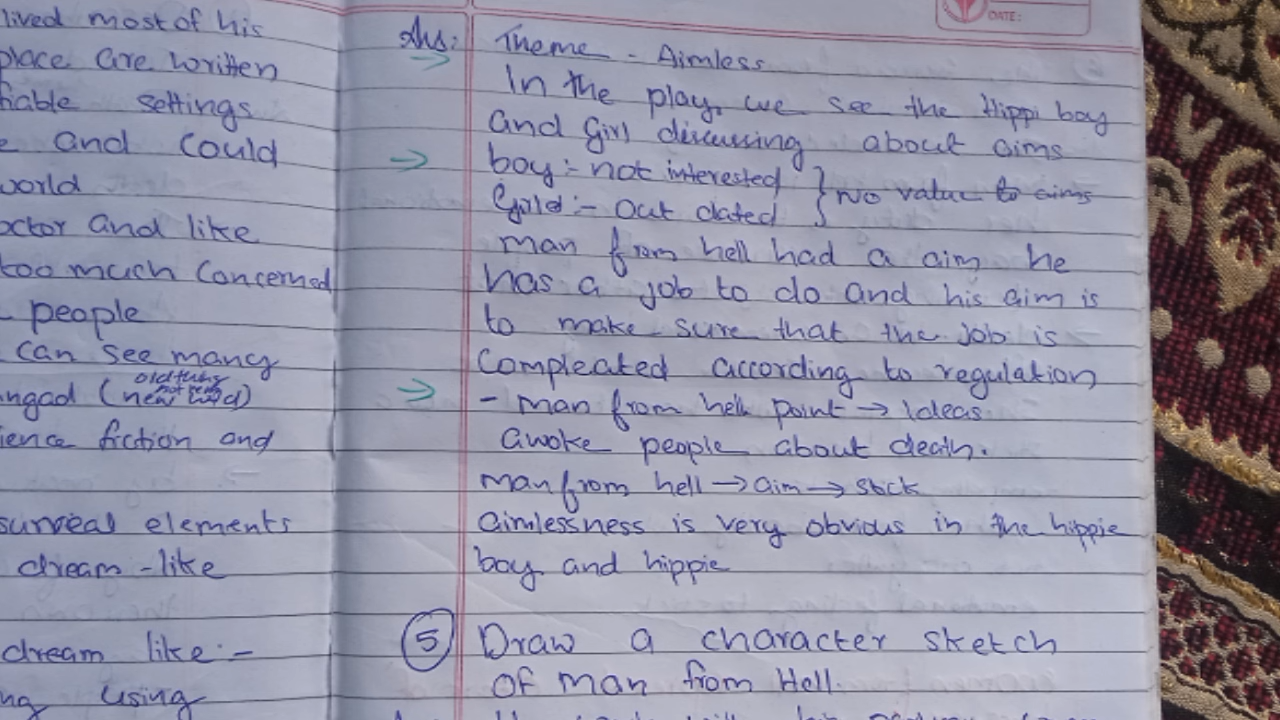 lived most of his
place are written
fiable settings
e and could
world
octor and like
too much Concerned
people
can see many
old thing
not new
ngad (new word)
ience fiction and
surreal elements
dream-like
dream like:-
ng using
DATE:
Ans: Theme - Aimless
In the play, we see the Hippi boy
and Girl discussing about aims
boy:- not interested } No value to aims
Gjrld:- Out dated
man from hell had a aim he
has a job to do and his aim is
to make sure that the job is
Compleated according to regulation
- man from hell point → Ideas
awoke people about death.
man from hell → aim → stick
aimlessness is very obvious in the hippie
boy and hippie
5 Draw a character sketch
of man from Hell.